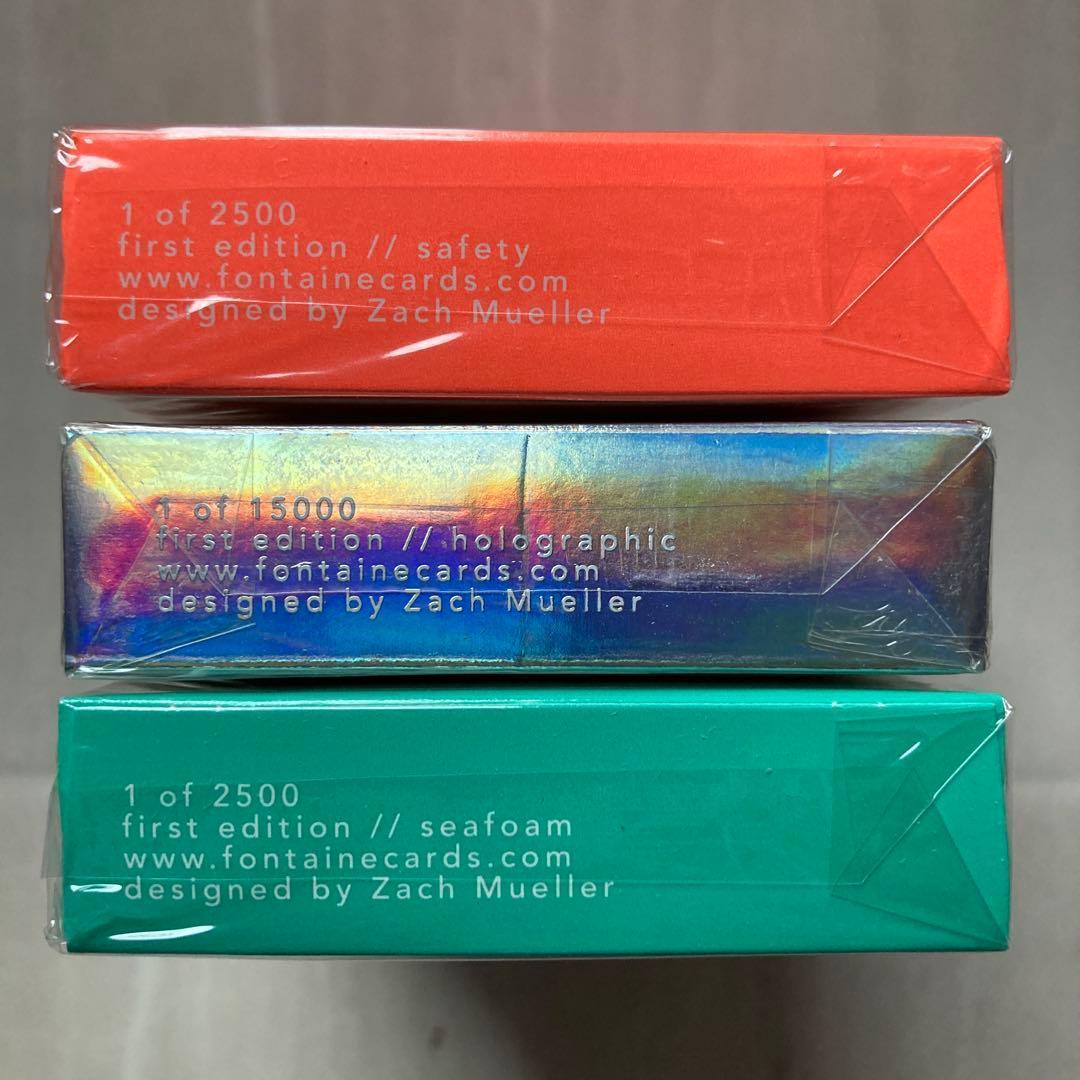 1 of 2500
first edition // safety
www.fontainecards.com
designed by Zach Mueller
1 of 15000
first edition // holographic
www.fontainecards.com
designed by Zach Mueller
1 of 2500
first edition // seafoam
www.fontainecards.com
designed by Zach Mueller